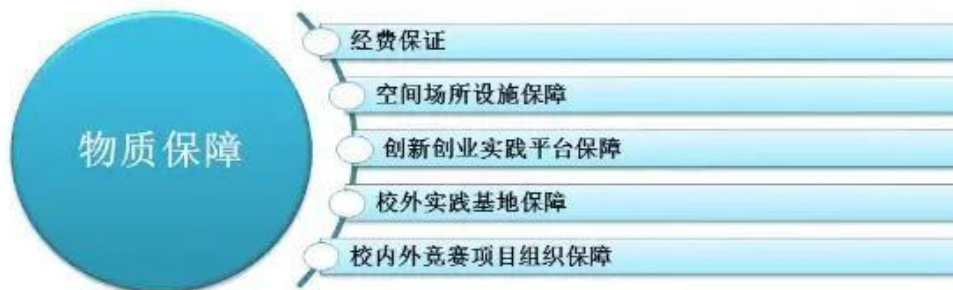 物质保障
经费保证
空间场所设施保障
创新创业实践平台保障
校外实践基地保障
校内外竞赛项目组织保障